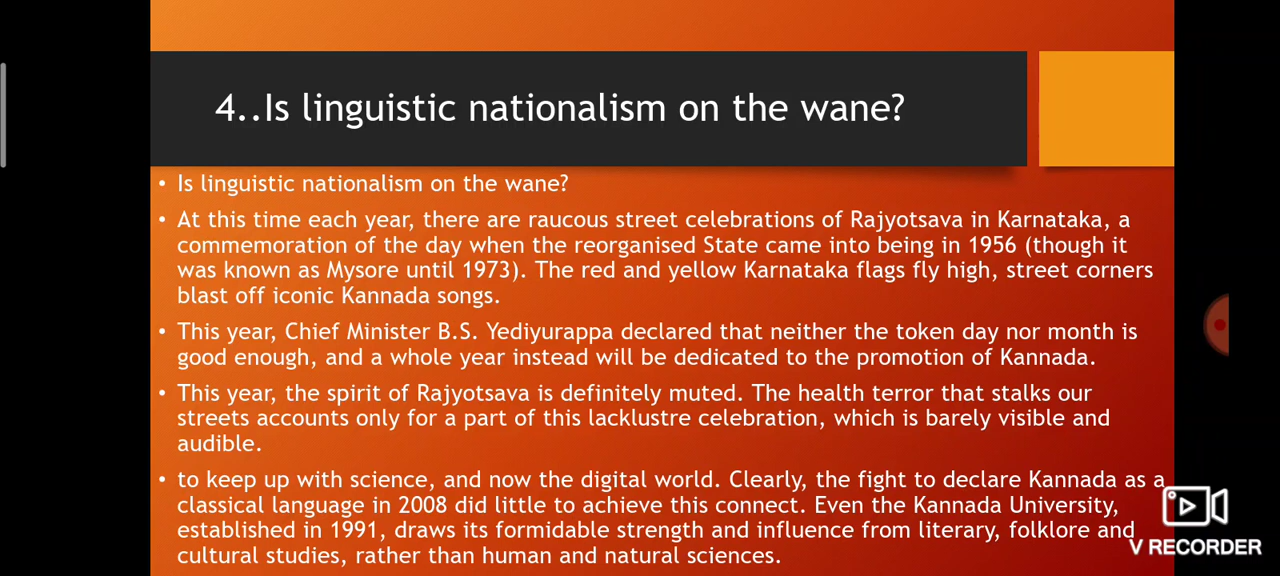 4..Is linguistic nationalism on the wane?
• Is linguistic nationalism on the wane?
• At this time each year, there are raucous street celebrations of Rajyotsava in Karnataka, a
commemoration of the day when the reorganised State came into being in 1956 (though it
was known as Mysore until 1973). The red and yellow Karnataka flags fly high, street corners
blast off iconic Kannada songs.
• This year, Chief Minister B.S. Yediyurappa declared that neither the token day nor month is
good enough, and a whole year instead will be dedicated to the promotion of Kannada.
• This year, the spirit of Rajyotsava is definitely muted. The health terror that stalks our
streets accounts only for a part of this lacklustre celebration, which is barely visible and
audible.
• to keep up with science, and now the digital world. Clearly, the fight to declare Kannada as a
classical language in 2008 did little to achieve this connect. Even the Kannada University,
established in 1991, draws its formidable strength and influence from literary, folklore and
cultural studies, rather than human and natural sciences.
V RECORDER